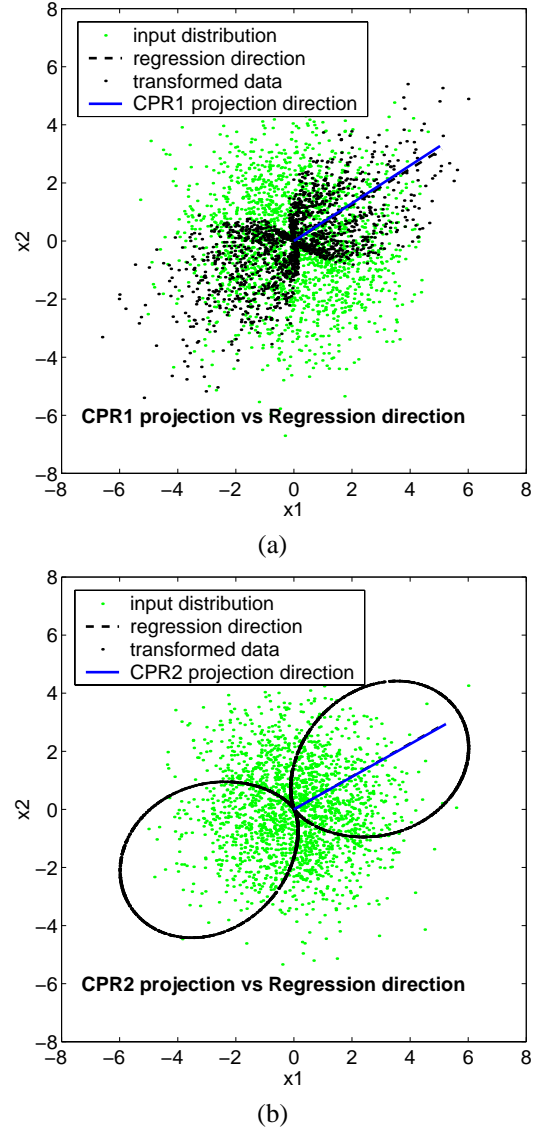 8
6
4
2
0
−2
−4
−6
−8
x2
input distribution
regression direction
transformed data
CPR1 projection direction
CPR1 projection vs Regression direction
−8 −6 −4 −2 0 2 4 6 8
x1
(a)
8
6
4
2
0
−2
−4
−6
−8
x2
input distribution
regression direction
transformed data
CPR2 projection direction
CPR2 projection vs Regression direction
−8 −6 −4 −2 0 2 4 6 8
x1
(b)